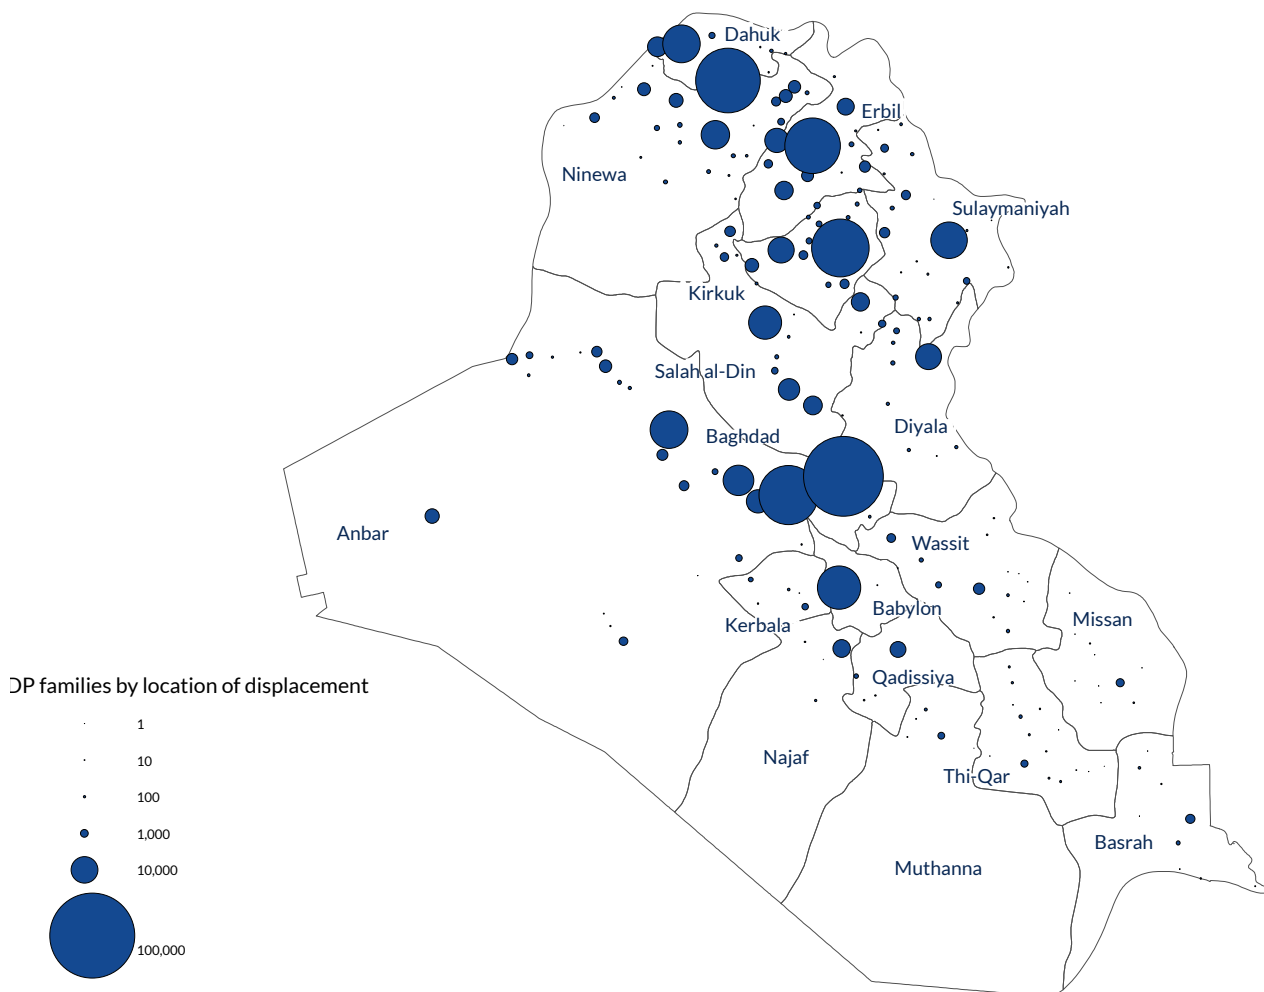 Dahuk
Erbil
Ninewa
Sulaymaniyah
Kirkuk
Salah al-Din
Diyala
Baghdad
Anbar
Wassit
Babylon
Missan
Kerbala
Qadissiya
DP families by location of displacement
1
10
100
1,000
10,000
100,000
Najaf
Thi-Qar
Basrah
Muthanna